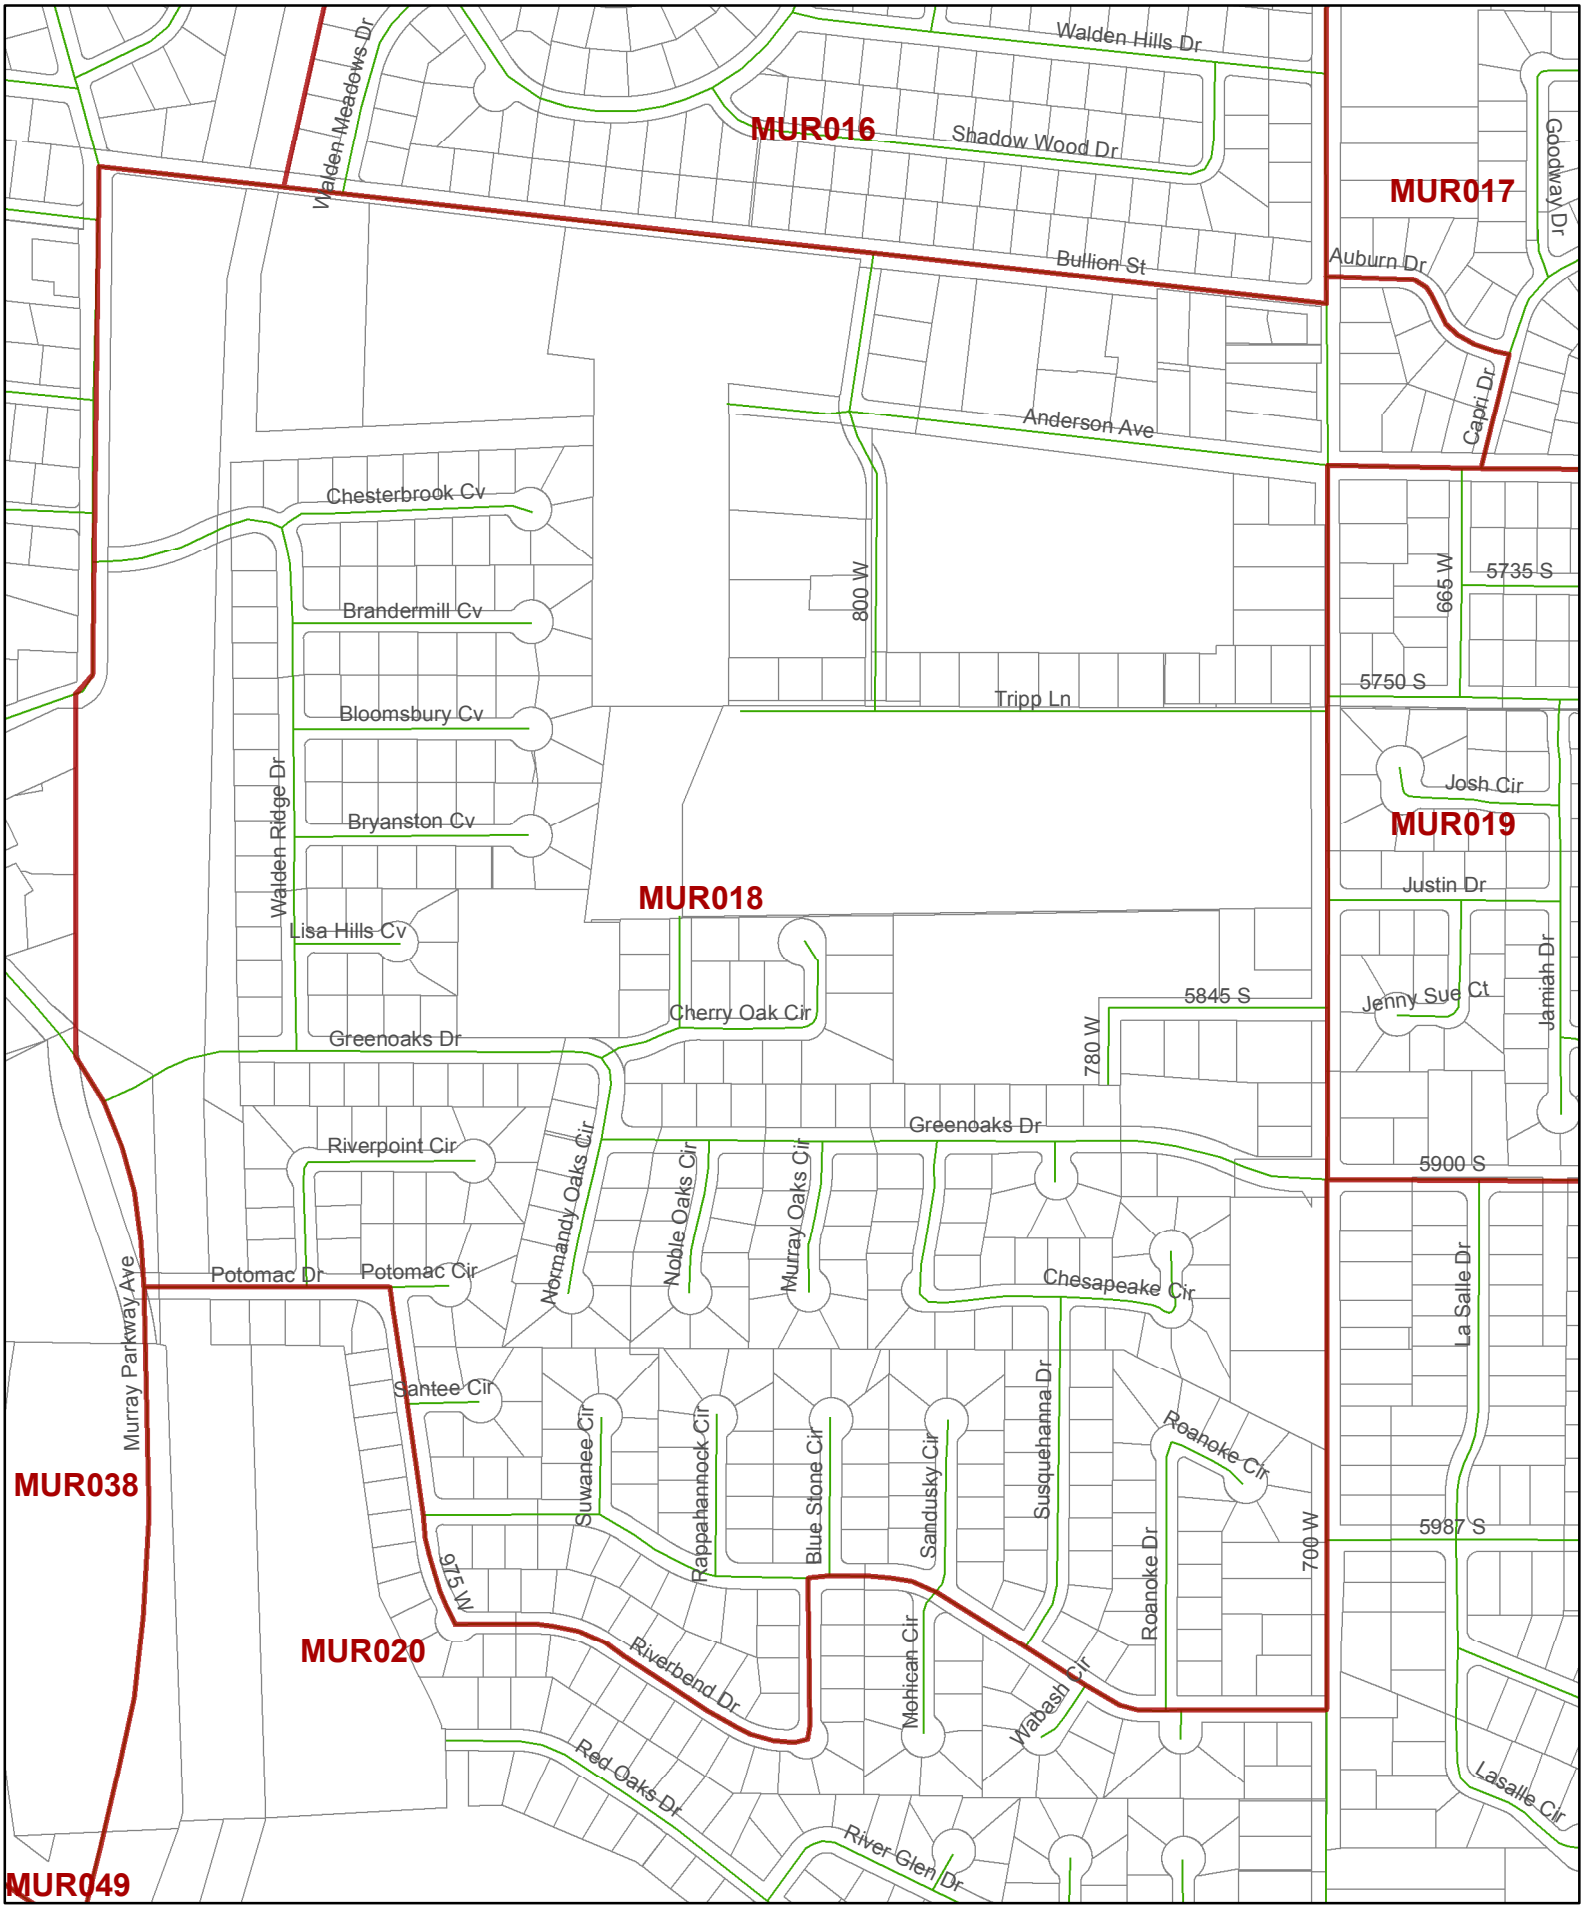 Walden Hills Dr
Walden Meadows Dr
MUR016
Shadow Wood Dr
Goodway Dr
MUR017
Bullion St
Auburn Dr
Capri Dr
Anderson Ave
Chesterbrook Cv
800 W
665 W
5735 S
Brandermill Cv
5750 S
Tripp Ln
Bloomsbury Cv
Walden Ridge Dr
Josh Cir
Bryanston Cv
MUR019
MUR018
Justin Dr
Lisa Hills Cv
Jamiah Dr
Jenny Sue Ct
5845 S
Cherry Oak Cir
780 W
Greenoaks Dr
Greenoaks Dr
Riverpoint Cir
Normandy Oaks Cir
Noble Oaks Cir
Murray Oaks Cir
5900 S
Murray Parkway Ave
Potomac Dr
Potomac Cir
Chesapeake Cir
La Salle Dr
Santee Cir
Suwanee Cir
Rappahannock Cir
Blue Stone Cir
Sandusky Cir
Susquehanna Dr
Roanoke Cir
MUR038
700 W
5987 S
975 W
Roanoke Dr
MUR020
Riverbend Dr
Mohican Cir
Wabash Cir
Red Oaks Dr
Lasalle Cir
River Glen Dr
MUR049